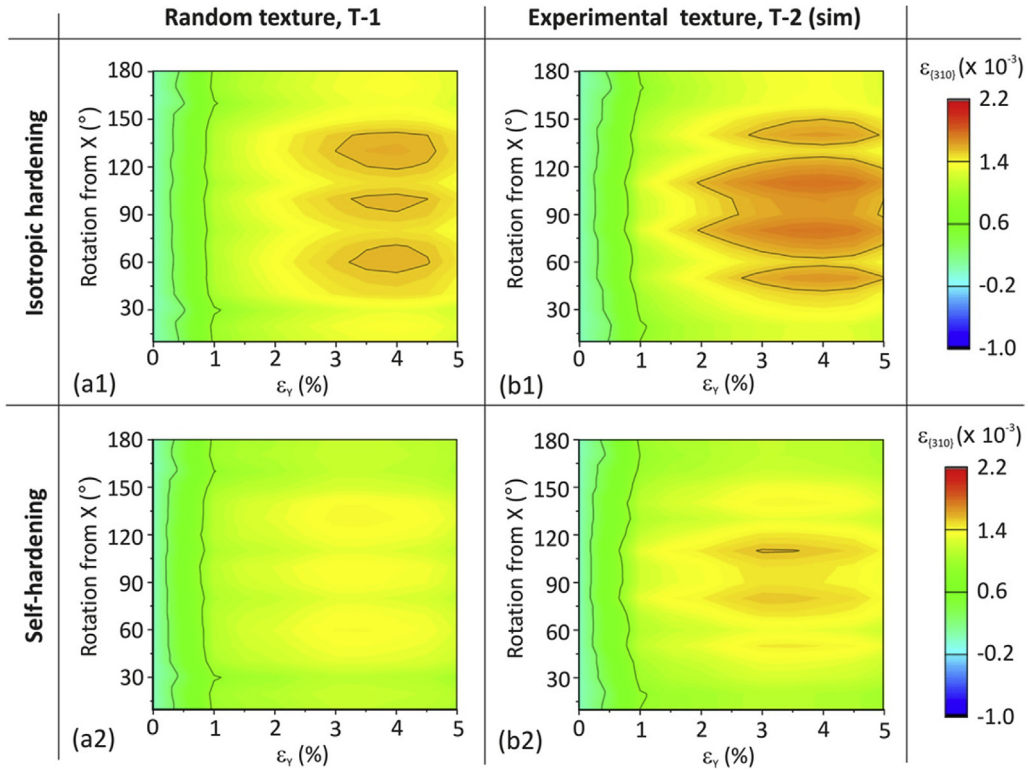 Random texture, T-1
Experimental texture, T-2 (sim)
Isotropic hardening
Rotation from X (°)
180
150
120
90
60
30
0 1 2 3 4 5
(a1)
εY (%)
Rotation from X (°)
180
150
120
90
60
30
0 1 2 3 4 5
(b1)
εY (%)
ε{310} (x 10-3)
2.2
1.4
0.6
-0.2
-1.0
Self-hardening
Rotation from X (°)
180
150
120
90
60
30
0 1 2 3 4 5
(a2)
εY (%)
Rotation from X (°)
180
150
120
90
60
30
0 1 2 3 4 5
(b2)
εY (%)
ε{310} (x 10-3)
2.2
1.4
0.6
-0.2
-1.0